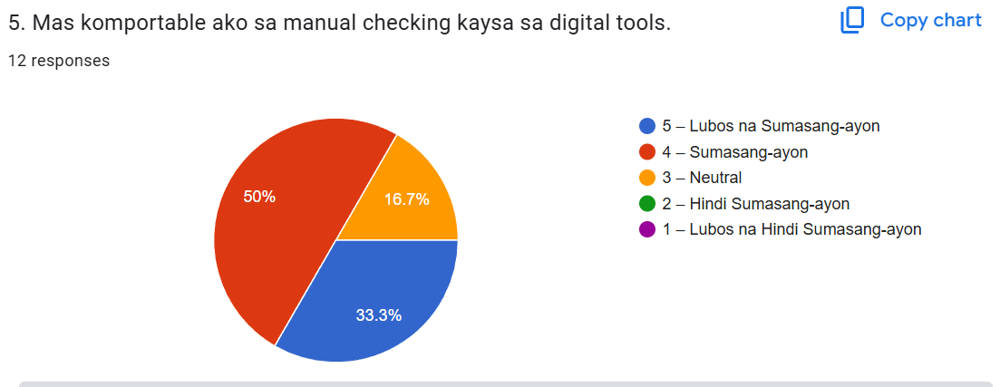 5. Mas komportable ako sa manual checking kaysa sa digital tools.
Copy chart
12 responses
50%
16.7%
33.3%
5 – Lubos na Sumasang-ayon
4 – Sumasang-ayon
3 – Neutral
2 – Hindi Sumasang-ayon
1 – Lubos na Hindi Sumasang-ayon